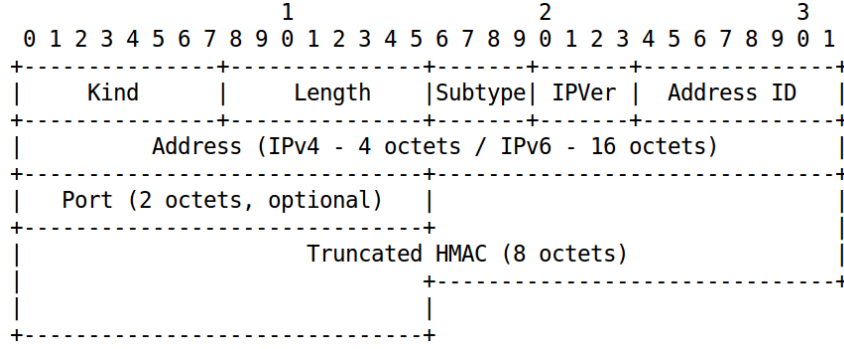 1 2 3
0 1 2 3 4 5 6 7 8 9 0 1 2 3 4 5 6 7 8 9 0 1 2 3 4 5 6 7 8 9 0 1
Kind Length Subtype IPVer Address ID
Address (IPv4 - 4 octets / IPv6 - 16 octets)
Port (2 octets, optional)
Truncated HMAC (8 octets)